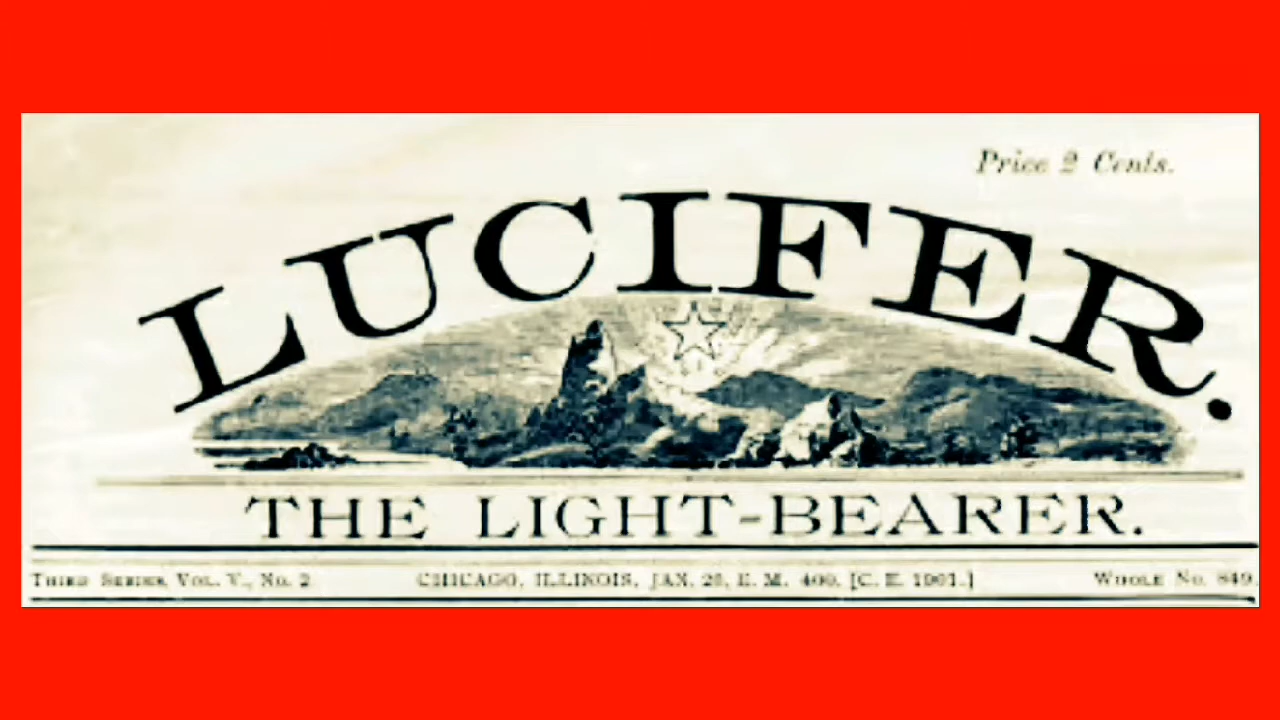 Price 2 Cents.
LUCIFER.
THE LIGHT-BEARER.
THIRD SERIES, VOL. V., No. 2 CHICAGO, ILLINOIS, JAN. 26, E. M. 400. [C. E. 1901.] WHOLE No. 849.